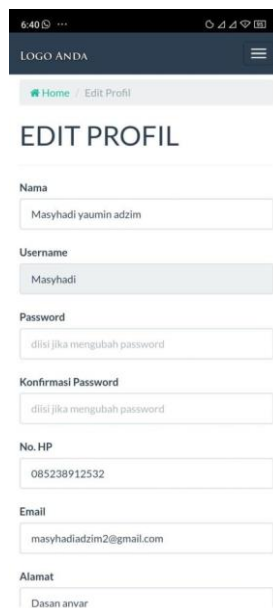 6:40
LOGO ANDA
Home / Edit Profil
EDIT PROFIL
Nama
Masyhadi yaumin adzim
Username
Masyhadi
Password
diisi jika mengubah password
Konfirmasi Password
diisi jika mengubah password
No. HP
085238912532
Email
masyhadiadzim2@gmail.com
Alamat
Dasan anyar